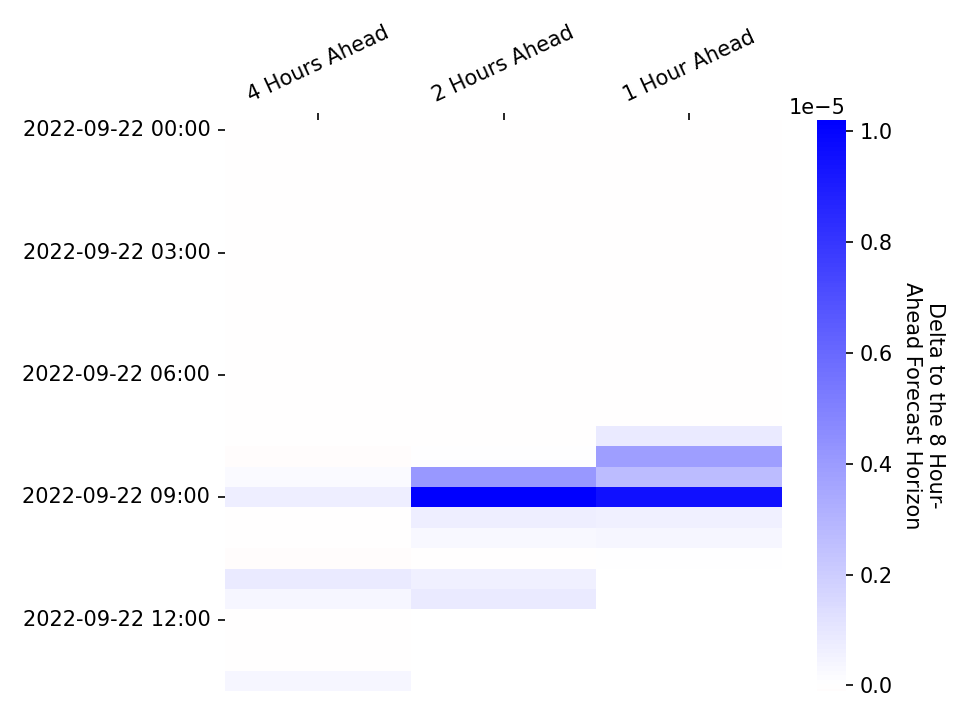 4 Hours Ahead
2 Hours Ahead
1 Hour Ahead
1e−5
2022-09-22 00:00
2022-09-22 03:00
2022-09-22 06:00
2022-09-22 09:00
2022-09-22 12:00
1.0
0.8
0.6
0.4
0.2
0.0
Delta to the 8 Hour-
Ahead Forecast Horizon